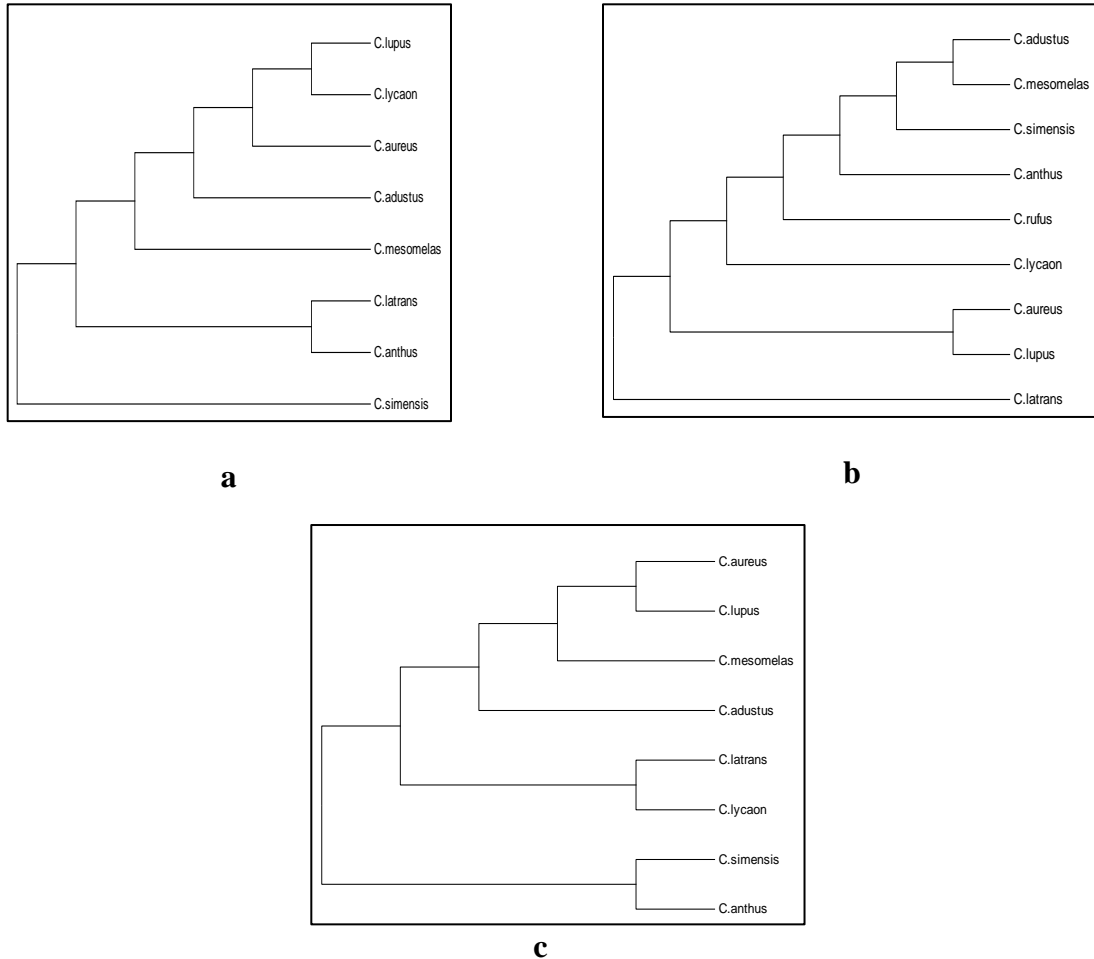 C.lupus
C.lycaon
C.aureus
C.adustus
C.mesomelas
C.latrans
C.anthus
C.simensis
a
C.adustus
C.mesomelas
C.simensis
C.anthus
C.rufus
C.lycaon
C.aureus
C.lupus
C.latrans
b
C.aureus
C.lupus
C.mesomelas
C.adustus
C.latrans
C.lycaon
C.simensis
C.anthus
c